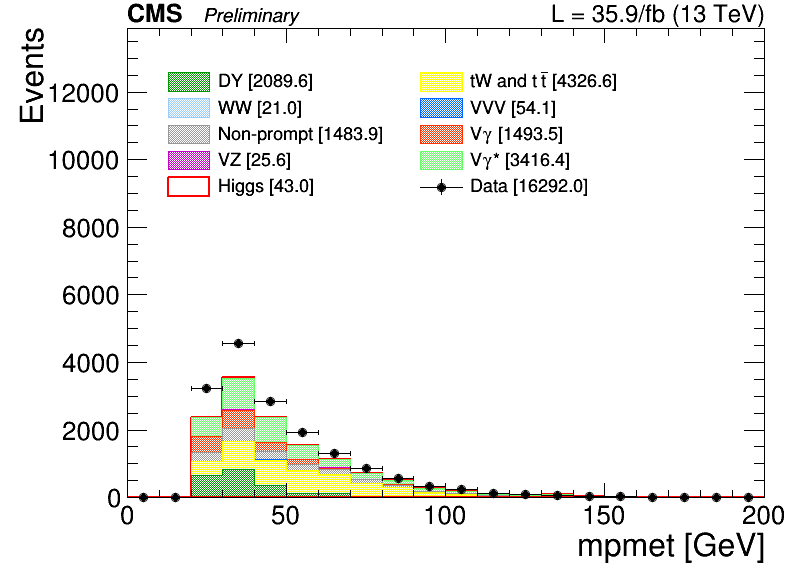 CMS Preliminary L = 35.9/fb (13 TeV)
Events
12000
10000
8000
6000
4000
2000
0
DY [2089.6]
WW [21.0]
Non-prompt [1483.9]
VZ [25.6]
Higgs [43.0]
tW and tt̅ [4326.6]
VVV [54.1]
Vγ [1493.5]
Vγ* [3416.4]
Data [16292.0]
0 50 100 150 200
mpmet [GeV]